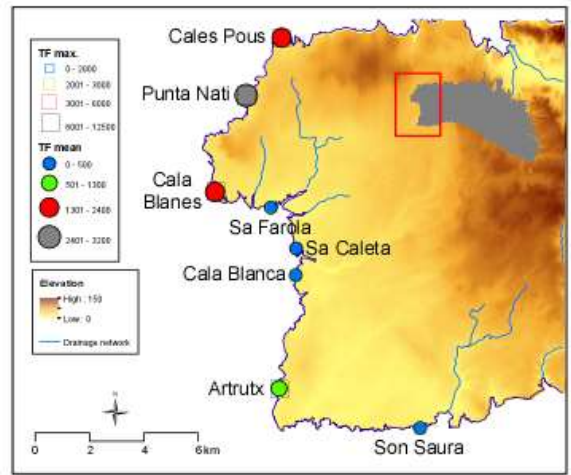 TF max.
0 - 2000
2001 - 3000
3001 - 6000
6001 - 12500
TF mean
0 - 500
501 - 1300
1301 - 2400
2401 - 3200
Elevation
High : 150
Low : 0
Drainage network
Cales Pous
Punta Nati
Cala
Blanes
Sa Farola
Sa Caleta
Cala Blanca
Artrutx
Son Saura
N
0 2 4 6 km